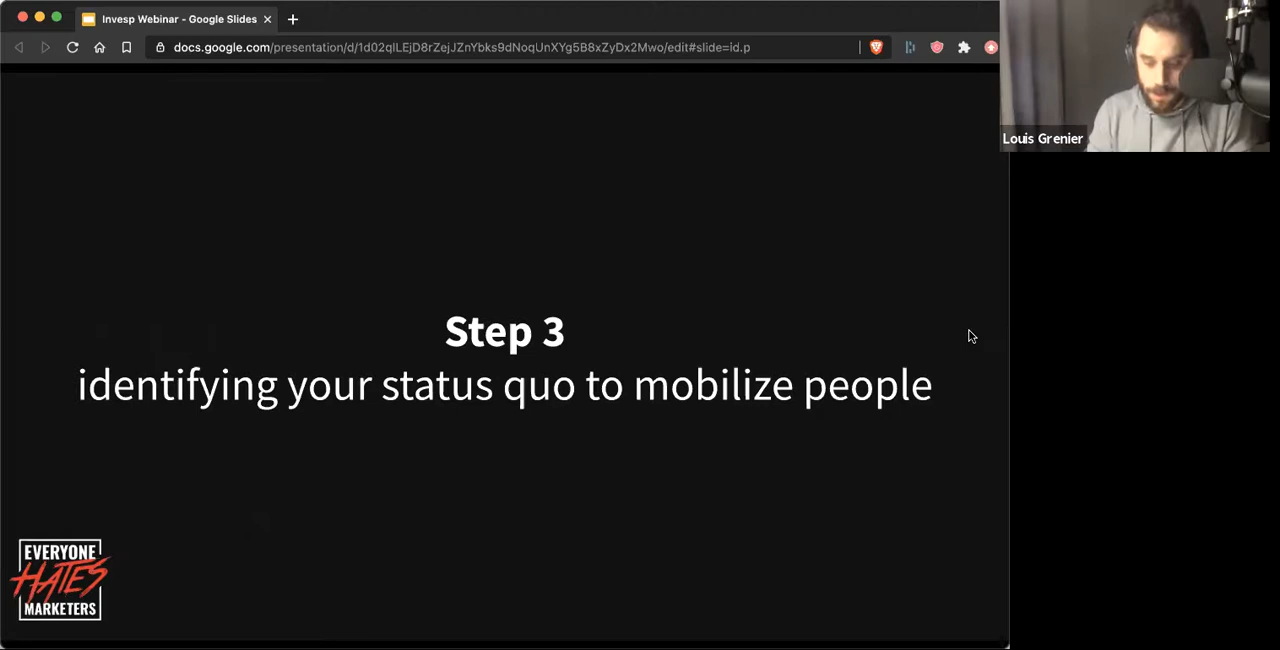 Invesp Webinar - Google Slides
docs.google.com/presentation/d/1d02qILEjD8rZejJZnYbks9dNoqUnXYg5B8xZyDx2Mwo/edit#slide=id.p
Louis Grenier
Step 3
identifying your status quo to mobilize people
EVERYONE
HATES
MARKETERS